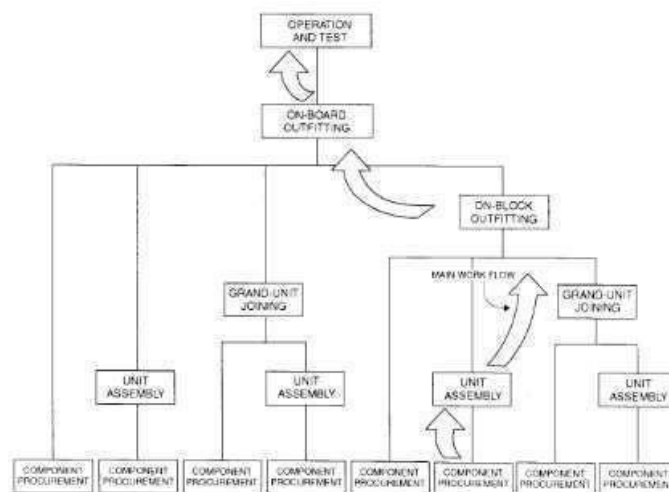 OPERATION
AND TEST
ON-BOARD
OUTFITTING
ON-BLOCK
OUTFITTING
MAIN WORK FLOW
GRAND-UNIT
JOINING
GRAND-UNIT
JOINING
UNIT
ASSEMBLY
UNIT
ASSEMBLY
UNIT
ASSEMBLY
UNIT
ASSEMBLY
COMPONENT
PROCUREMENT
COMPONENT
PROCUREMENT
COMPONENT
PROCUREMENT
COMPONENT
PROCUREMENT
COMPONENT
PROCUREMENT
COMPONENT
PROCUREMENT
COMPONENT
PROCUREMENT
COMPONENT
PROCUREMENT